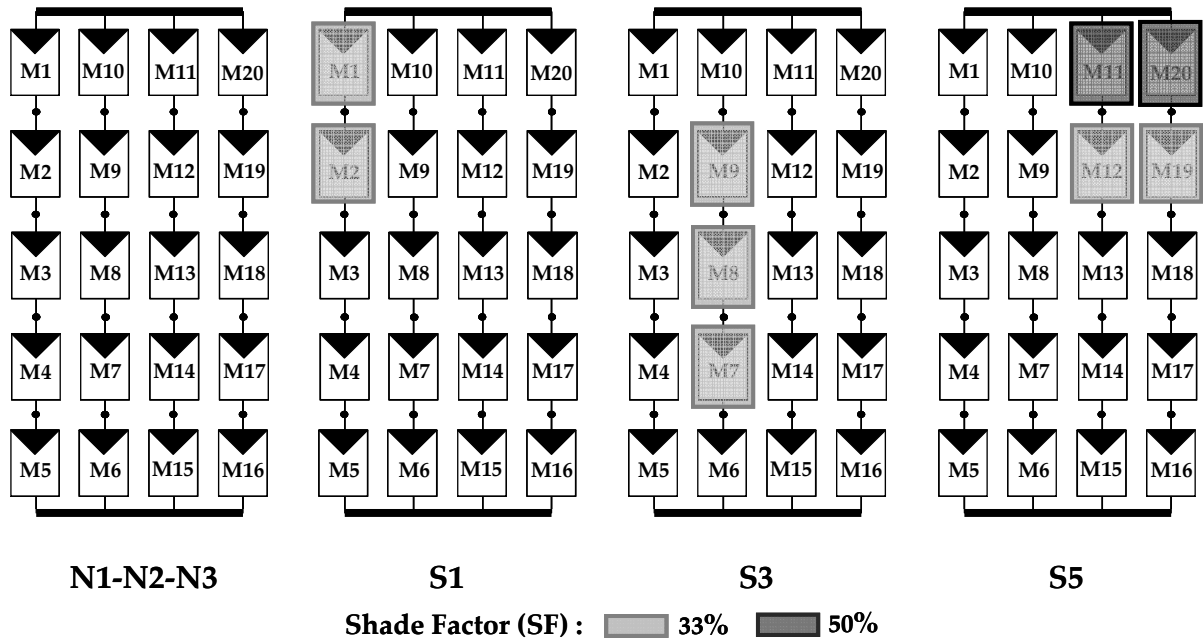 M1 M10 M11 M20 M1 M10 M11 M20 M1 M10 M11 M20 M1 M10 M11 M20
M2 M9 M12 M19 M2 M9 M12 M19 M2 M9 M12 M19 M2 M9 M12 M19
M3 M8 M13 M18 M3 M8 M13 M18 M3 M8 M13 M18 M3 M8 M13 M18
M4 M7 M14 M17 M4 M7 M14 M17 M4 M7 M14 M17 M4 M7 M14 M17
M5 M6 M15 M16 M5 M6 M15 M16 M5 M6 M15 M16 M5 M6 M15 M16
N1-N2-N3 S1 S3 S5
Shade Factor (SF) : 33% 50%